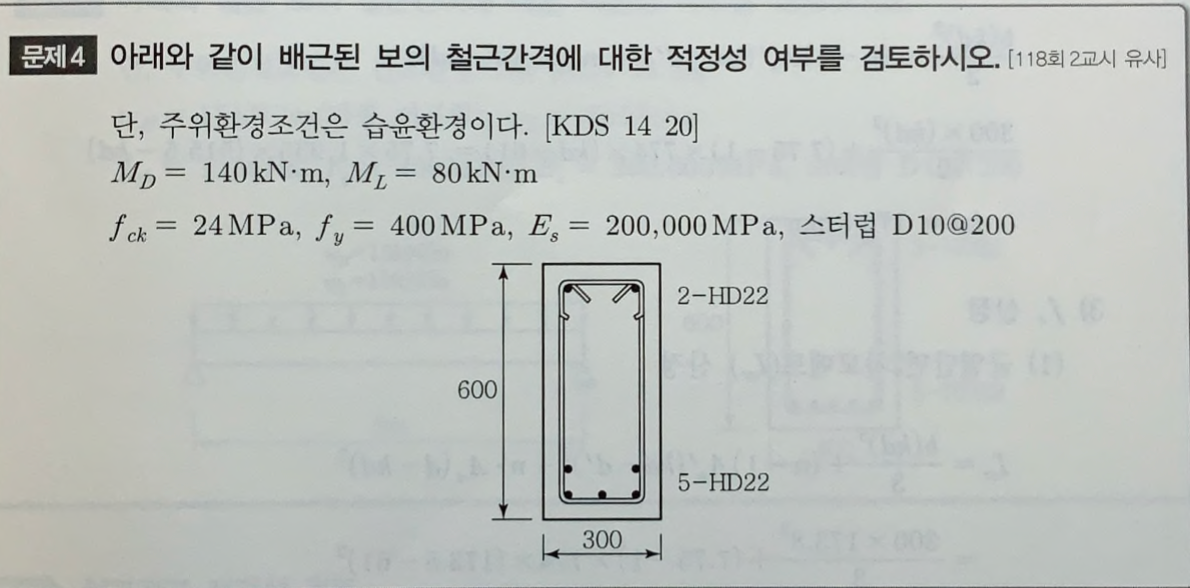 문제 4 아래와 같이 배근된 보의 철근간격에 대한 적정성 여부를 검토하시오. [118회 2교시 유사]
단, 주위환경조건은 습윤환경이다. [KDS 14 20]
M_D = 140 kN·m, M_L = 80 kN·m
f_ck = 24 MPa, f_y = 400 MPa, E_s = 200,000 MPa, 스터럽 D10@200
2-HD22
600
5-HD22
300